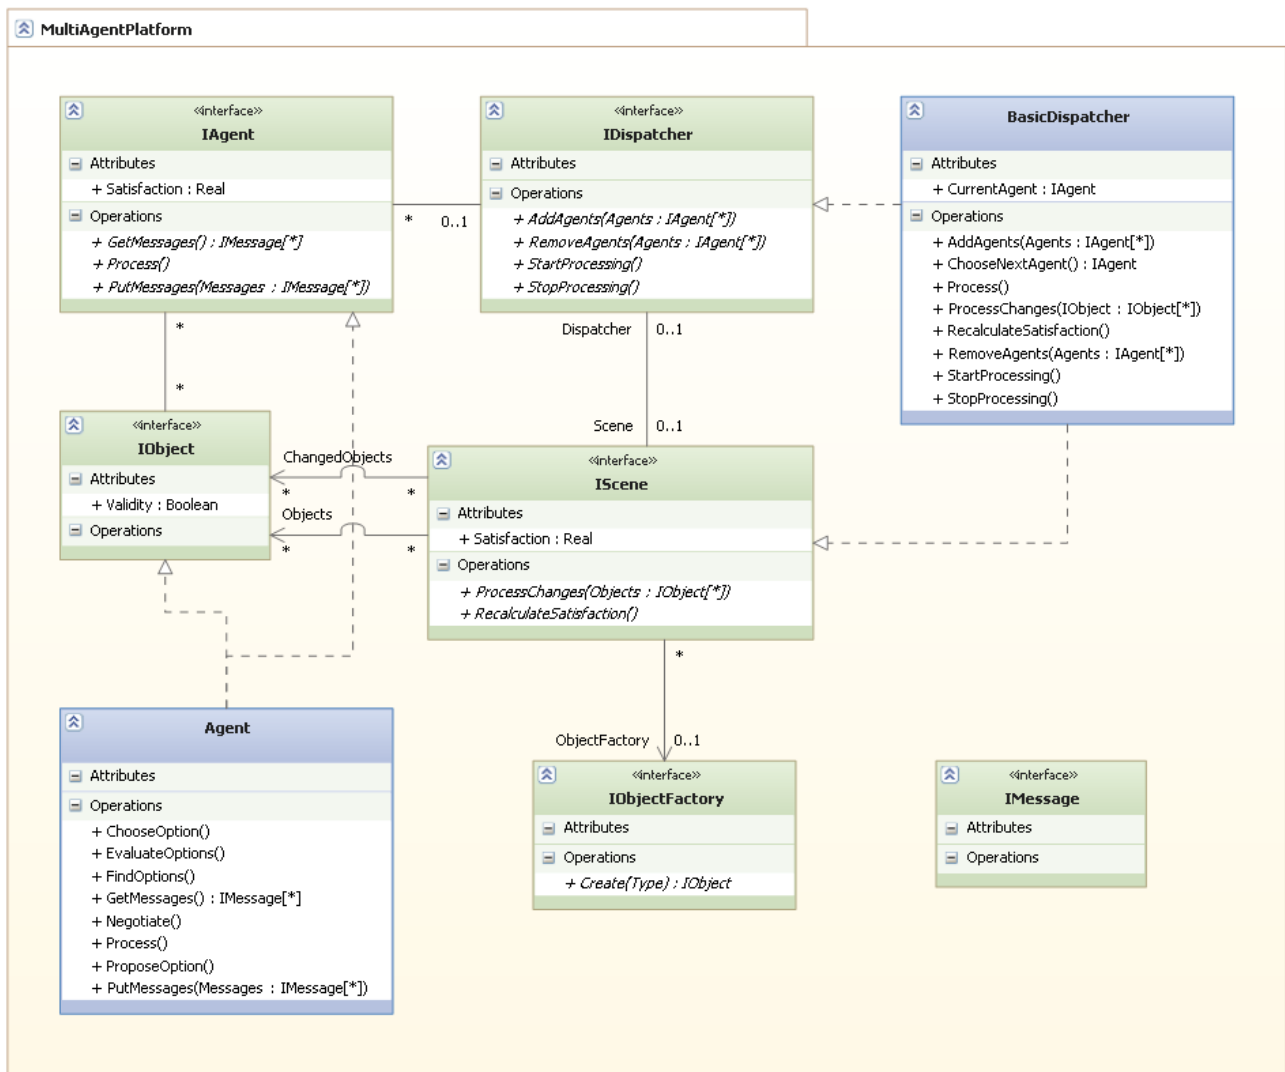 MultiAgentPlatform
«interface»
IAgent
Attributes
+ Satisfaction : Real
Operations
+ GetMessages() : IMessage[*]
+ Process()
+ PutMessages(Messages : IMessage[*])
*
0..1
«interface»
IDispatcher
Attributes
Operations
+ AddAgents(Agents : IAgent[*])
+ RemoveAgents(Agents : IAgent[*])
+ StartProcessing()
+ StopProcessing()
BasicDispatcher
Attributes
+ CurrentAgent : IAgent
Operations
+ AddAgents(Agents : IAgent[*])
+ ChooseNextAgent() : IAgent
+ Process()
+ ProcessChanges(IObject : IObject[*])
+ RecalculateSatisfaction()
+ RemoveAgents(Agents : IAgent[*])
+ StartProcessing()
+ StopProcessing()
*
*
Dispatcher
0..1
Scene
0..1
«interface»
IObject
Attributes
+ Validity : Boolean
Operations
ChangedObjects
*
*
Objects
*
*
«interface»
IScene
Attributes
+ Satisfaction : Real
Operations
+ ProcessChanges(Objects : IObject[*])
+ RecalculateSatisfaction()
*
ObjectFactory
0..1
Agent
Attributes
Operations
+ ChooseOption()
+ EvaluateOptions()
+ FindOptions()
+ GetMessages() : IMessage[*]
+ Negotiate()
+ Process()
+ ProposeOption()
+ PutMessages(Messages : IMessage[*])
«interface»
IObjectFactory
Attributes
Operations
+ Create(Type) : IObject
«interface»
IMessage
Attributes
Operations